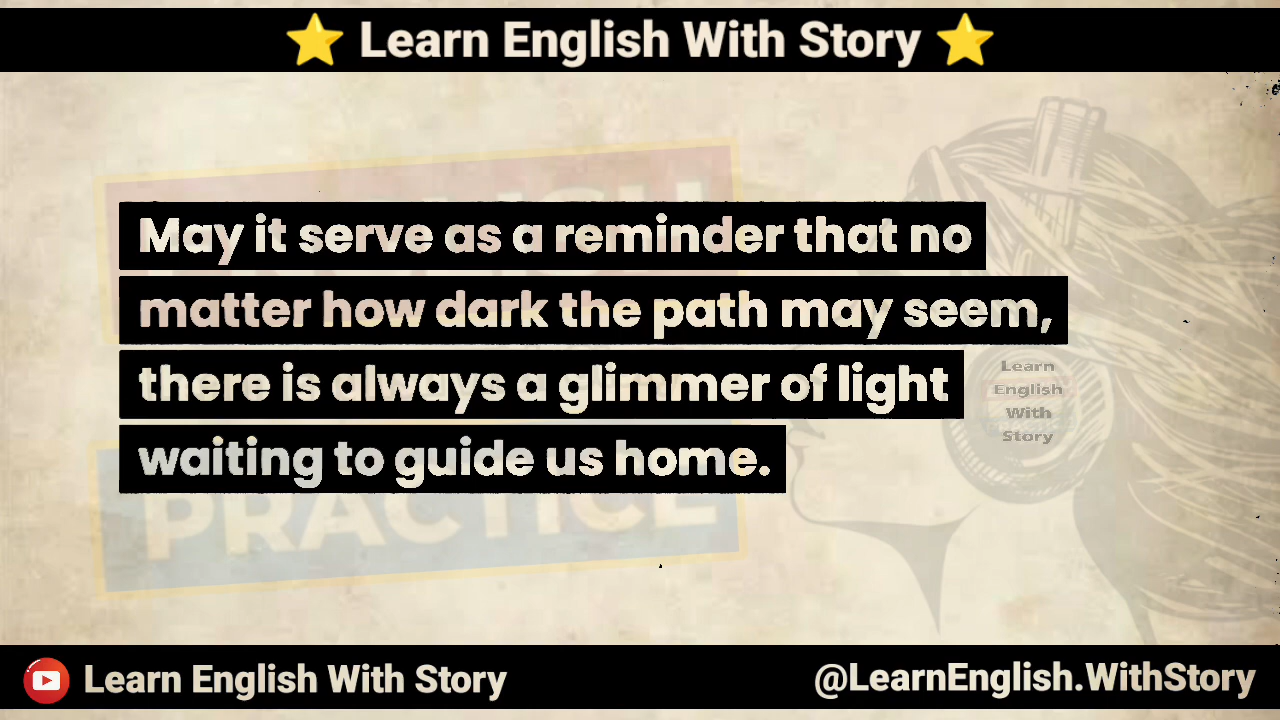 Learn English With Story
May it serve as a reminder that no
matter how dark the path may seem,
there is always a glimmer of light
waiting to guide us home.
Learn
English
With
Story
PRACTICE
Learn English With Story
@LearnEnglish.WithStory